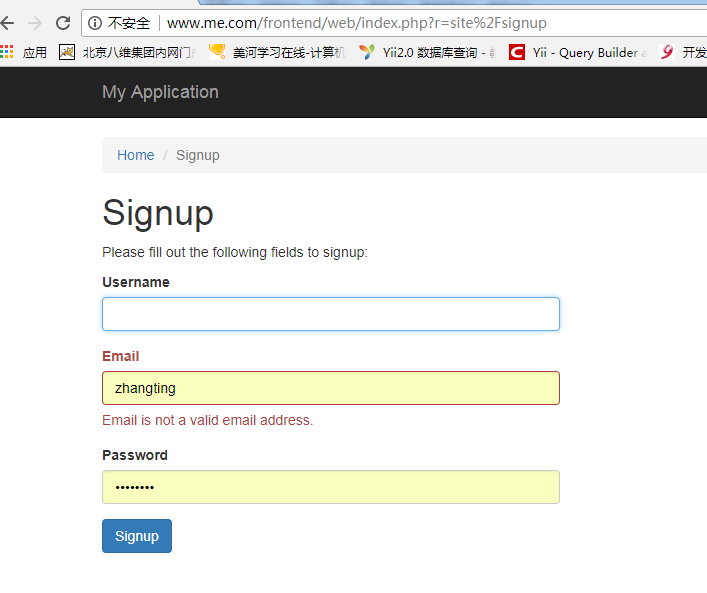 不安全 www.me.com/frontend/web/index.php?r=site%2Fsignup
应用 北京八维集团内网门户 美河学习在线-计算机 Yii2.0 数据库查询 - Yii - Query Builder 开发
My Application
Home / Signup
Signup
Please fill out the following fields to signup:
Username
Email
zhangting
Email is not a valid email address.
Password
••••••••
Signup